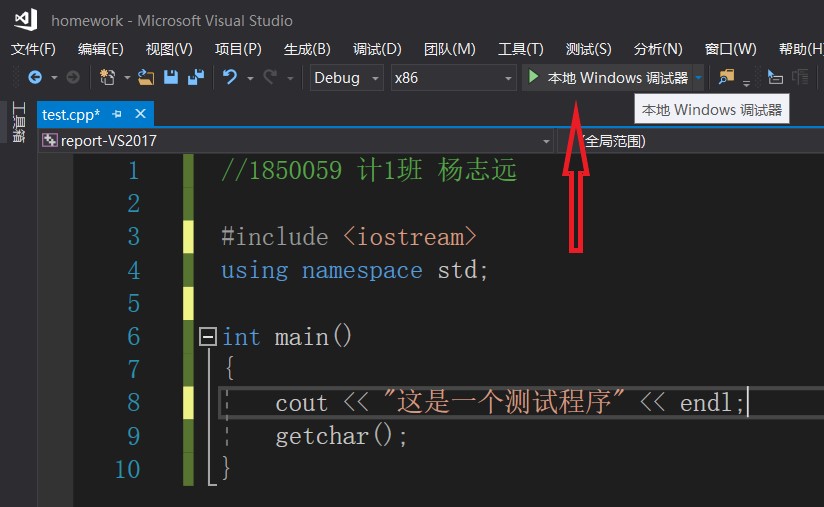 homework - Microsoft Visual Studio
文件(F) 编辑(E) 视图(V) 项目(P) 生成(B) 调试(D) 团队(M) 工具(T) 测试(S) 分析(N) 窗口(W) 帮助(H)
Debug x86 本地 Windows 调试器
本地 Windows 调试器
工具箱
test.cpp*
report-VS2017 (全局范围)
1 //1850059 计1班 杨志远
2
3 #include <iostream>
4 using namespace std;
5
6 int main()
7 {
8 cout << "这是一个测试程序" << endl;
9 getchar();
10 }